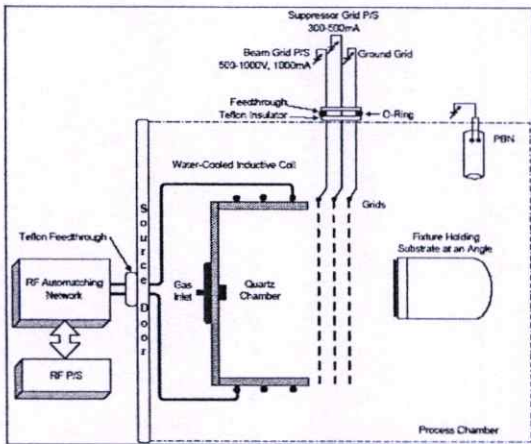 Suppressor Grid P/S
300-500mA
Beam Grid P/S
500-1000V, 1000mA
Ground Grid
Feedthrough
Teflon Insulator
O-Ring
PBN
Water-Cooled Inductive Coil
Source Door
Teflon Feedthrough
Grids
RF Automatching
Network
Gas
Inlet
Quartz
Chamber
Fixture Holding
Substrate at an Angle
RF P/S
Process Chamber